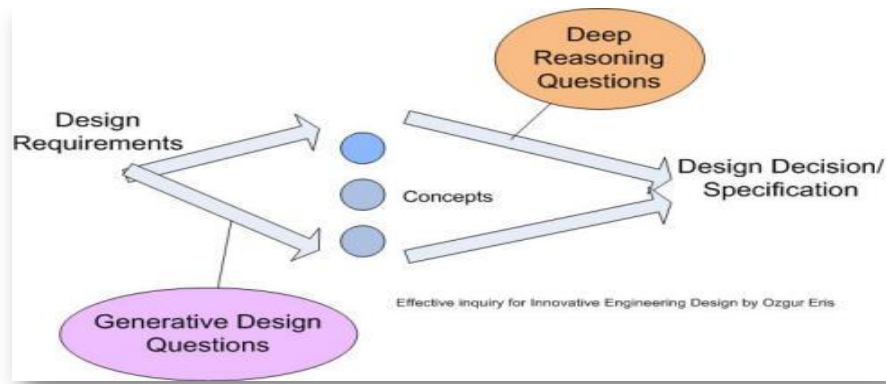 Deep
Reasoning
Questions
Design
Requirements
Concepts
Design Decision/
Specification
Effective inquiry for Innovative Engineering Design by Ozgur Eris
Generative Design
Questions